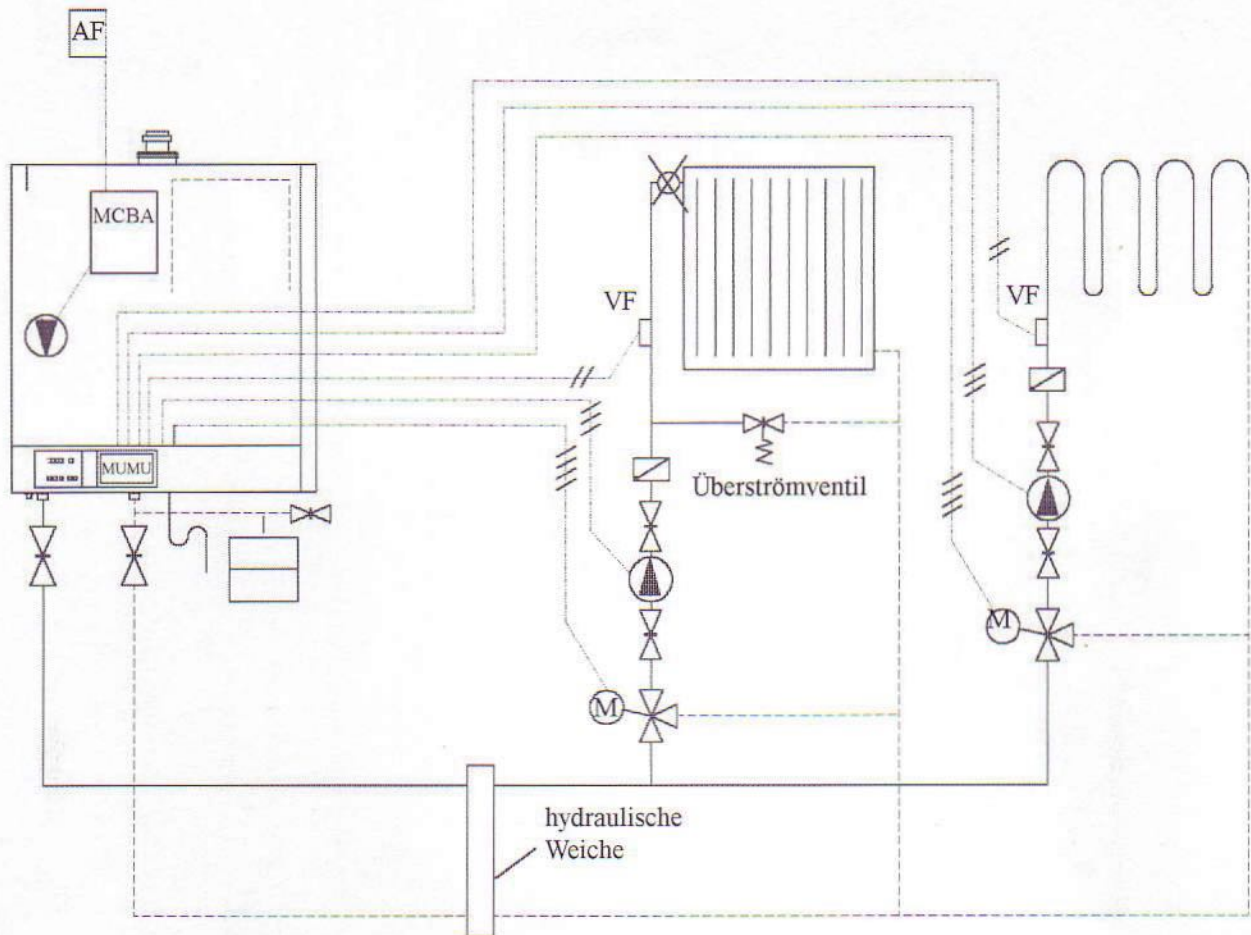 AF
MCBA
VF
VF
MUMU
Überströmventil
M
M
hydraulische
Weiche